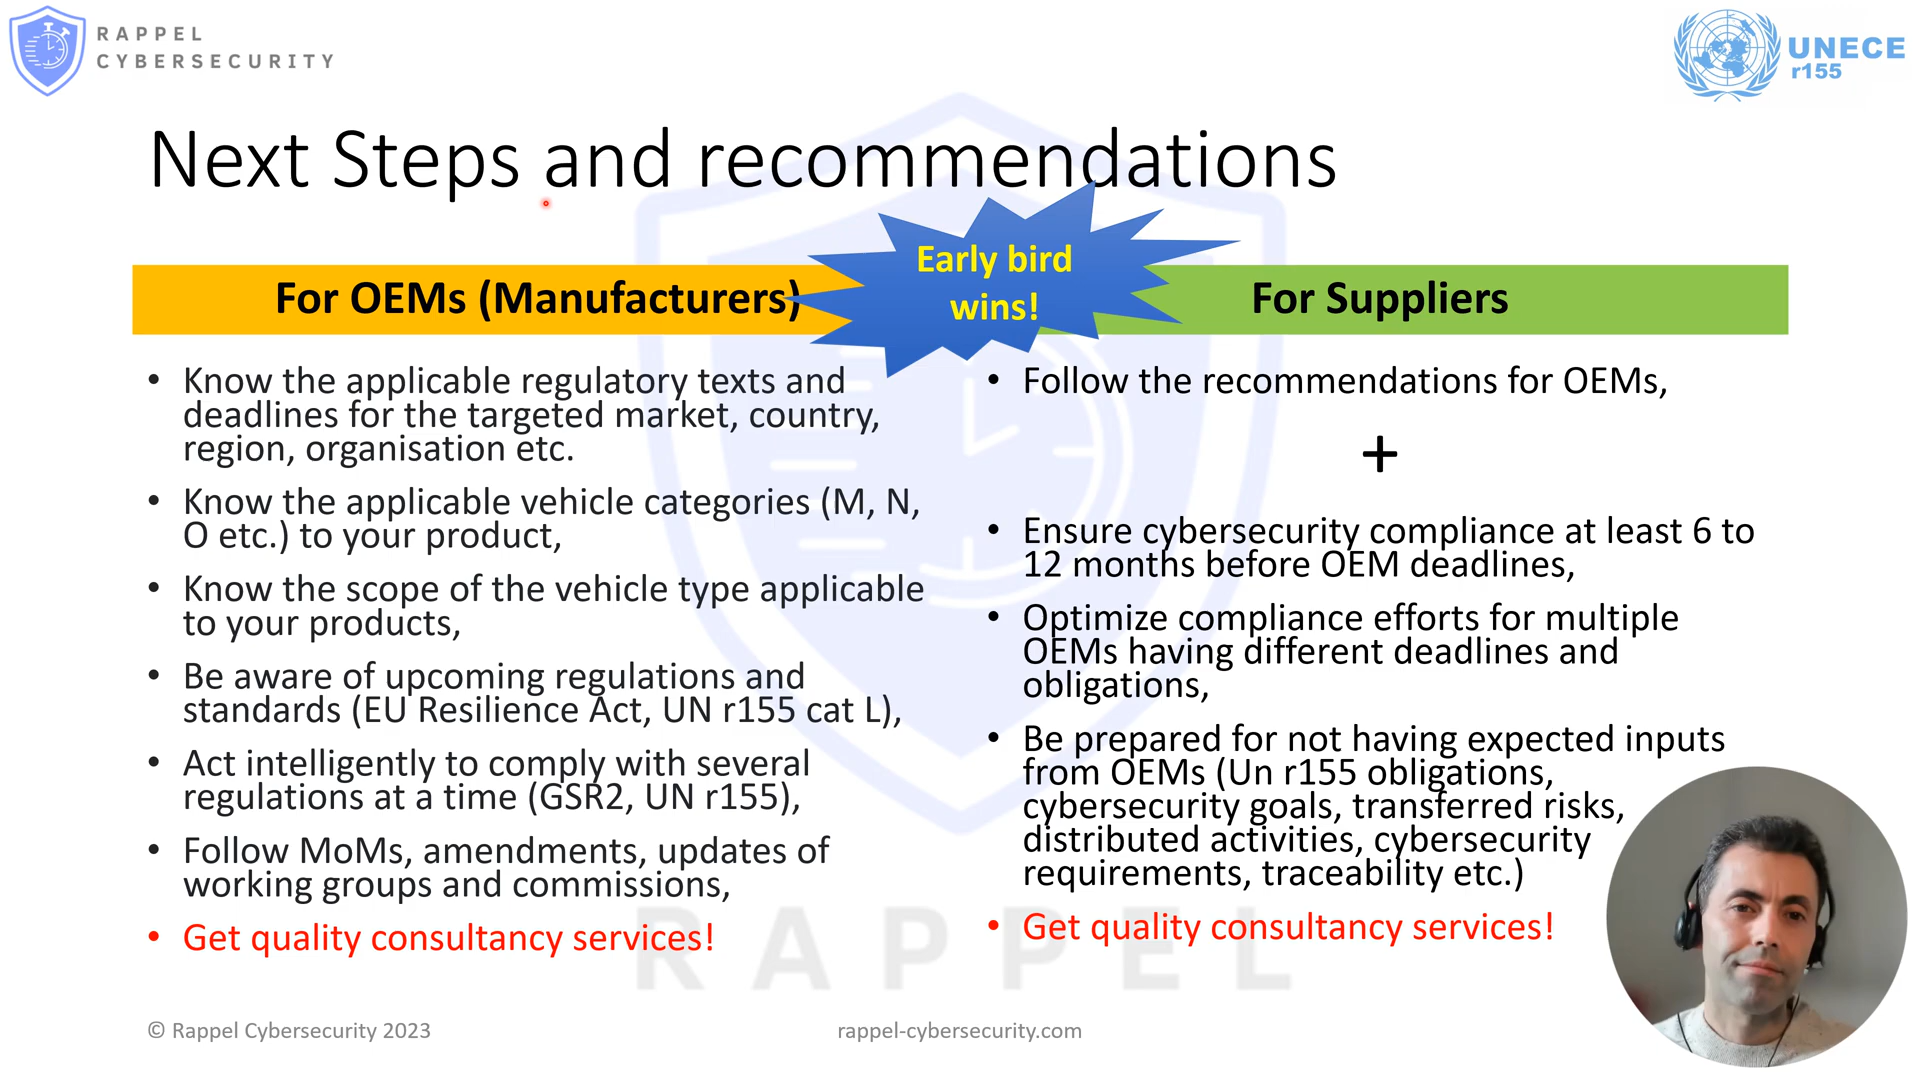 RAPPEL
CYBERSECURITY
UNECE
r155
Next Steps and recommendations
Early bird
wins!
For OEMs (Manufacturers)
• Know the applicable regulatory texts and
deadlines for the targeted market, country,
region, organisation etc.
• Know the applicable vehicle categories (M, N,
O etc.) to your product,
• Know the scope of the vehicle type applicable
to your products,
• Be aware of upcoming regulations and
standards (EU Resilience Act, UN r155 cat L),
• Act intelligently to comply with several
regulations at a time (GSR2, UN r155),
• Follow MoMs, amendments, updates of
working groups and commissions,
• Get quality consultancy services!
For Suppliers
• Follow the recommendations for OEMs,
+
• Ensure cybersecurity compliance at least 6 to
12 months before OEM deadlines,
• Optimize compliance efforts for multiple
OEMs having different deadlines and
obligations,
• Be prepared for not having expected inputs
from OEMs (Un r155 obligations,
cybersecurity goals, transferred risks,
distributed activities, cybersecurity
requirements, traceability etc.)
• Get quality consultancy services!
RAPPEL
© Rappel Cybersecurity 2023
rappel-cybersecurity.com